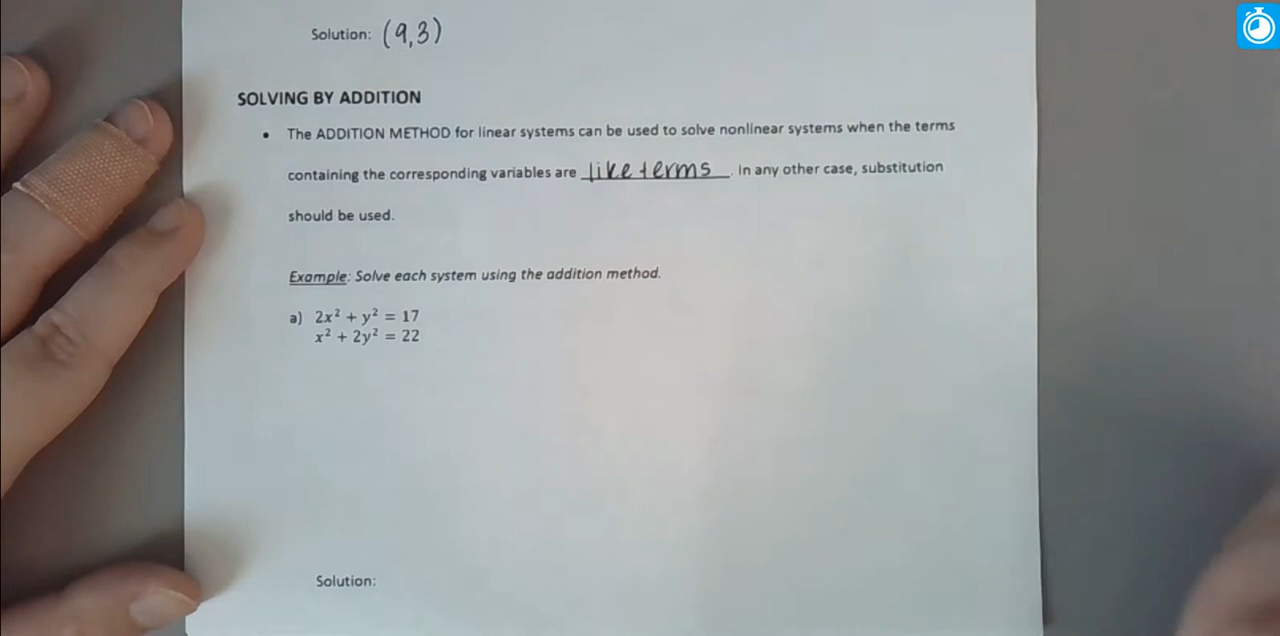 Solution: (9,3)
SOLVING BY ADDITION
• The ADDITION METHOD for linear systems can be used to solve nonlinear systems when the terms
containing the corresponding variables are like terms. In any other case, substitution
should be used.
Example: Solve each system using the addition method.
a) 2x² + y² = 17
x² + 2y² = 22
Solution: